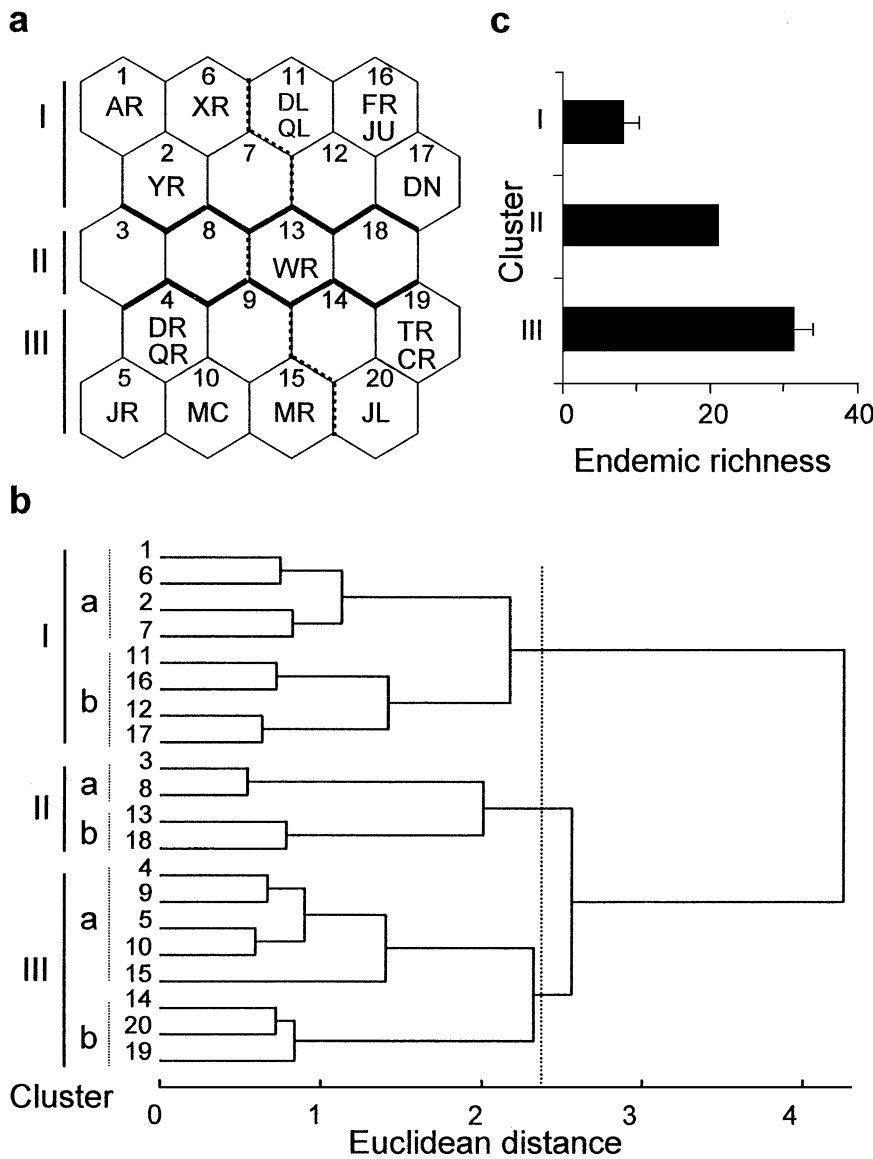 a
1 6 11 16
AR XR DL FR
QL JU
I
2 7 12 17
YR DN
3 8 13 18
II
WR
4 9 14 19
DR TR
III
QR CR
5 10 15 20
JR MC MR JL
c
I
II
III
Cluster
0 20 40
Endemic richness
b
I
a
1
6
2
7
b
11
16
12
17
II
a
3
8
b
13
18
III
a
4
9
5
10
15
b
14
20
19
Cluster
0 1 2 3 4
Euclidean distance